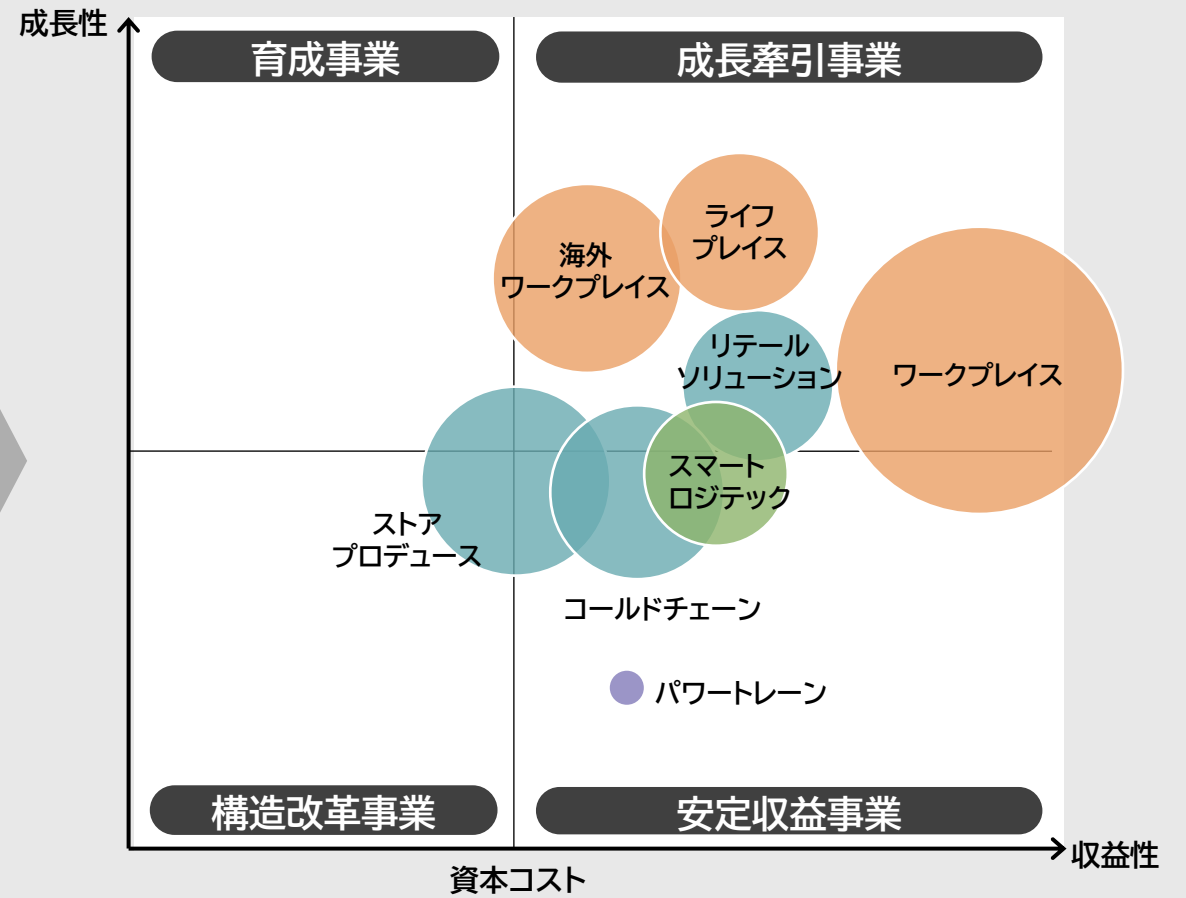 成長性
育成事業
成長牽引事業
ライフ
プレイス
海外
ワークプレイス
リテール
ソリューション
ワークプレイス
スマート
ロジテック
ストア
プロデュース
コールドチェーン
パワートレーン
構造改革事業
安定収益事業
収益性
資本コスト